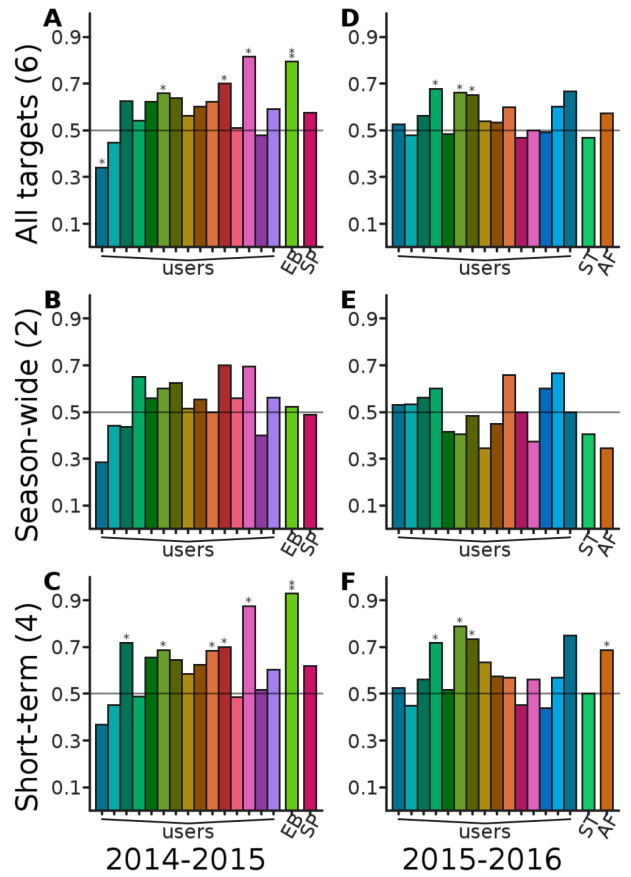 A
D
All targets (6)
0.9
0.7
0.5
0.3
0.1
*
*
*
*
**
users
EB
SP
0.9
0.7
0.5
0.3
0.1
*
*
*
users
ST
AF
B
E
Season-wide (2)
0.9
0.7
0.5
0.3
0.1
users
EB
SP
0.9
0.7
0.5
0.3
0.1
users
ST
AF
C
F
Short-term (4)
0.9
0.7
0.5
0.3
0.1
*
*
*
*
*
**
users
EB
SP
0.9
0.7
0.5
0.3
0.1
*
*
*
*
users
ST
AF
2014-2015
2015-2016